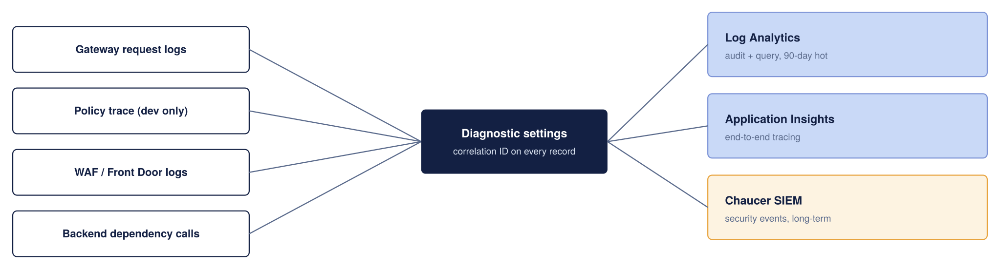 Gateway request logs
Policy trace (dev only)
WAF / Front Door logs
Backend dependency calls
Diagnostic settings
correlation ID on every record
Log Analytics
audit + query, 90-day hot
Application Insights
end-to-end tracing
Chaucer SIEM
security events, long-term